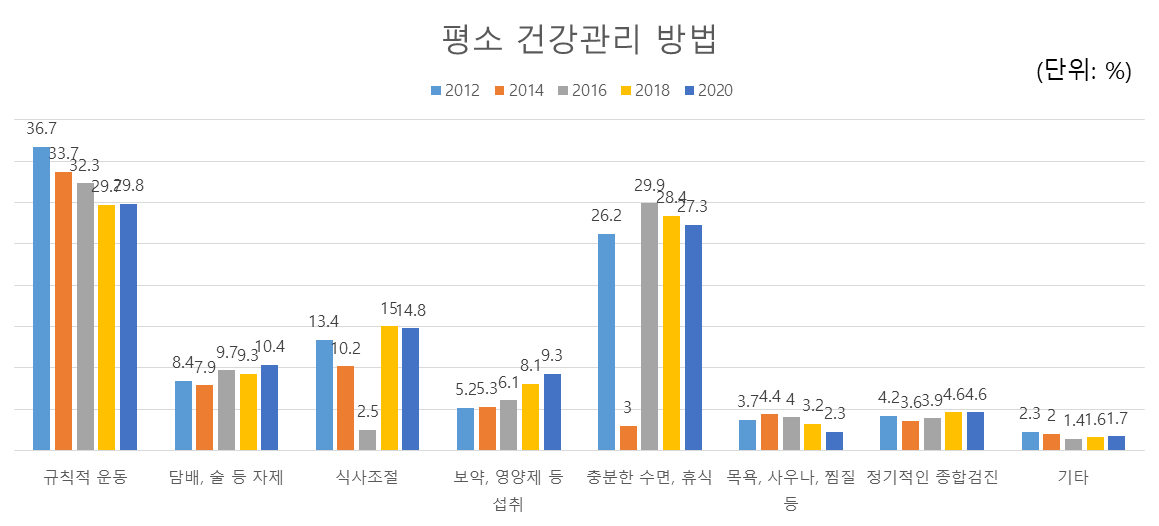 평소 건강관리 방법
(단위: %)
2012 2014 2016 2018 2020
36.7 33.7 32.3 29.7 29.8
8.4 7.9 9.7 9.3 10.4
13.4 10.2 2.5 15 14.8
5.2 5.3 6.1 8.1 9.3
26.2 3 29.9 28.4 27.3
3.7 4.4 4 3.2 2.3
4.2 3.6 3.9 4.6 4.6
2.3 2 1.4 1.6 1.7
규칙적 운동
담배, 술 등 자제
식사조절
보약, 영양제 등
섭취
충분한 수면, 휴식
목욕, 사우나, 찜질
등
정기적인 종합검진
기타